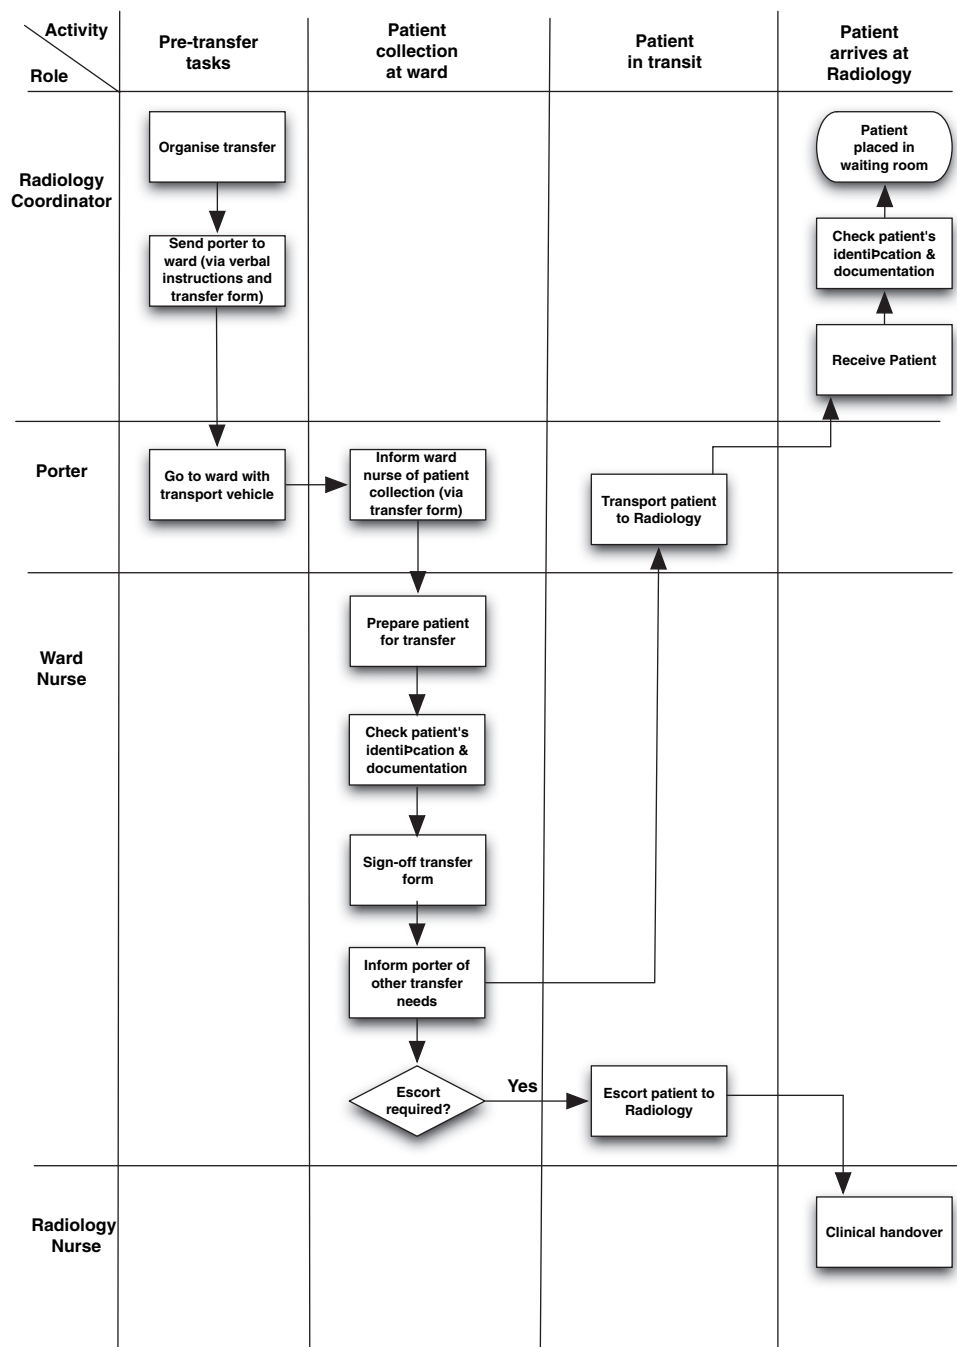 Activity
Role
Pre-transfer
tasks
Patient
collection
at ward
Patient
in transit
Patient
arrives at
Radiology
Radiology
Coordinator
Organise transfer
Send porter to
ward (via verbal
instructions and
transfer form)
Patient
placed in
waiting room
Check patient's
identiÞcation &
documentation
Receive Patient
Porter
Go to ward with
transport vehicle
Inform ward
nurse of patient
collection (via
transfer form)
Transport patient
to Radiology
Ward
Nurse
Prepare patient
for transfer
Check patient's
identiÞcation &
documentation
Sign-off transfer
form
Inform porter of
other transfer
needs
Escort
required?
Yes
Escort patient to
Radiology
Radiology
Nurse
Clinical handover